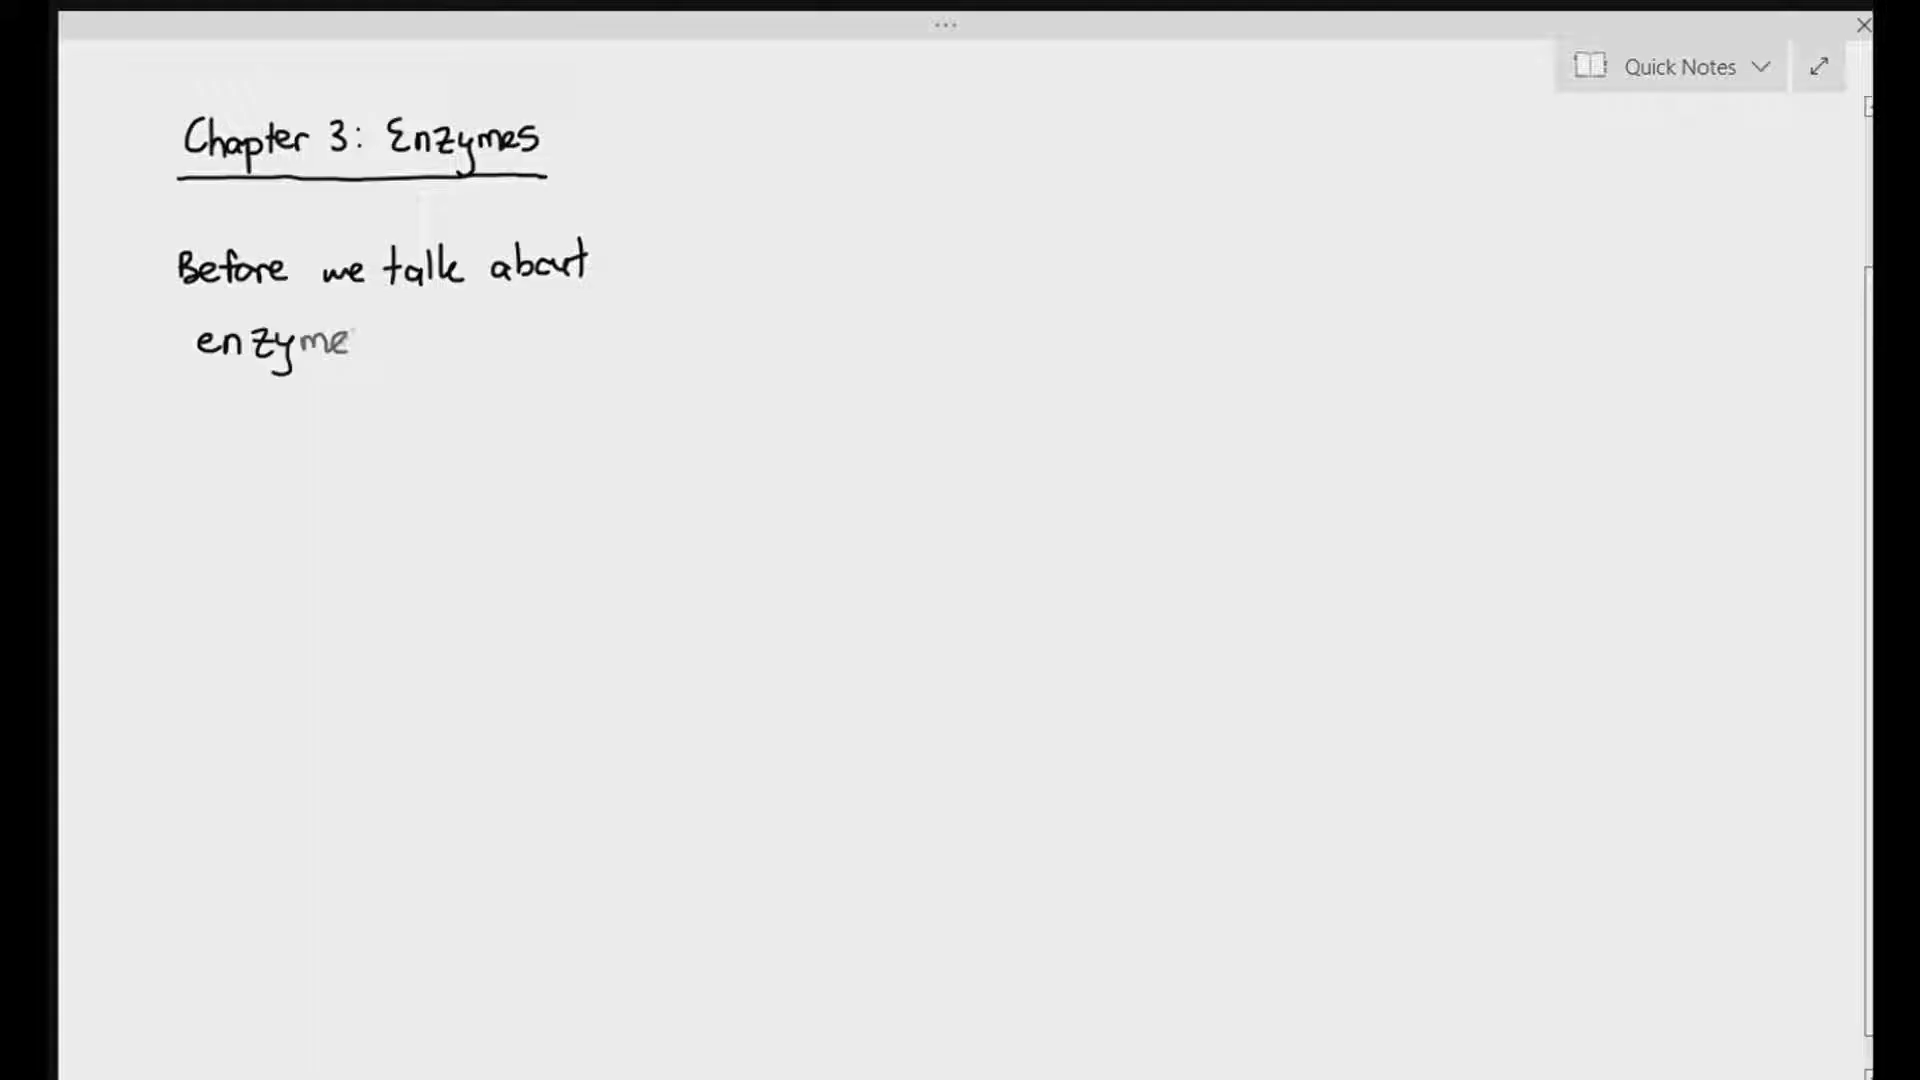 ...
Quick Notes
Chapter 3: Enzymes
Before we talk about
enzyme